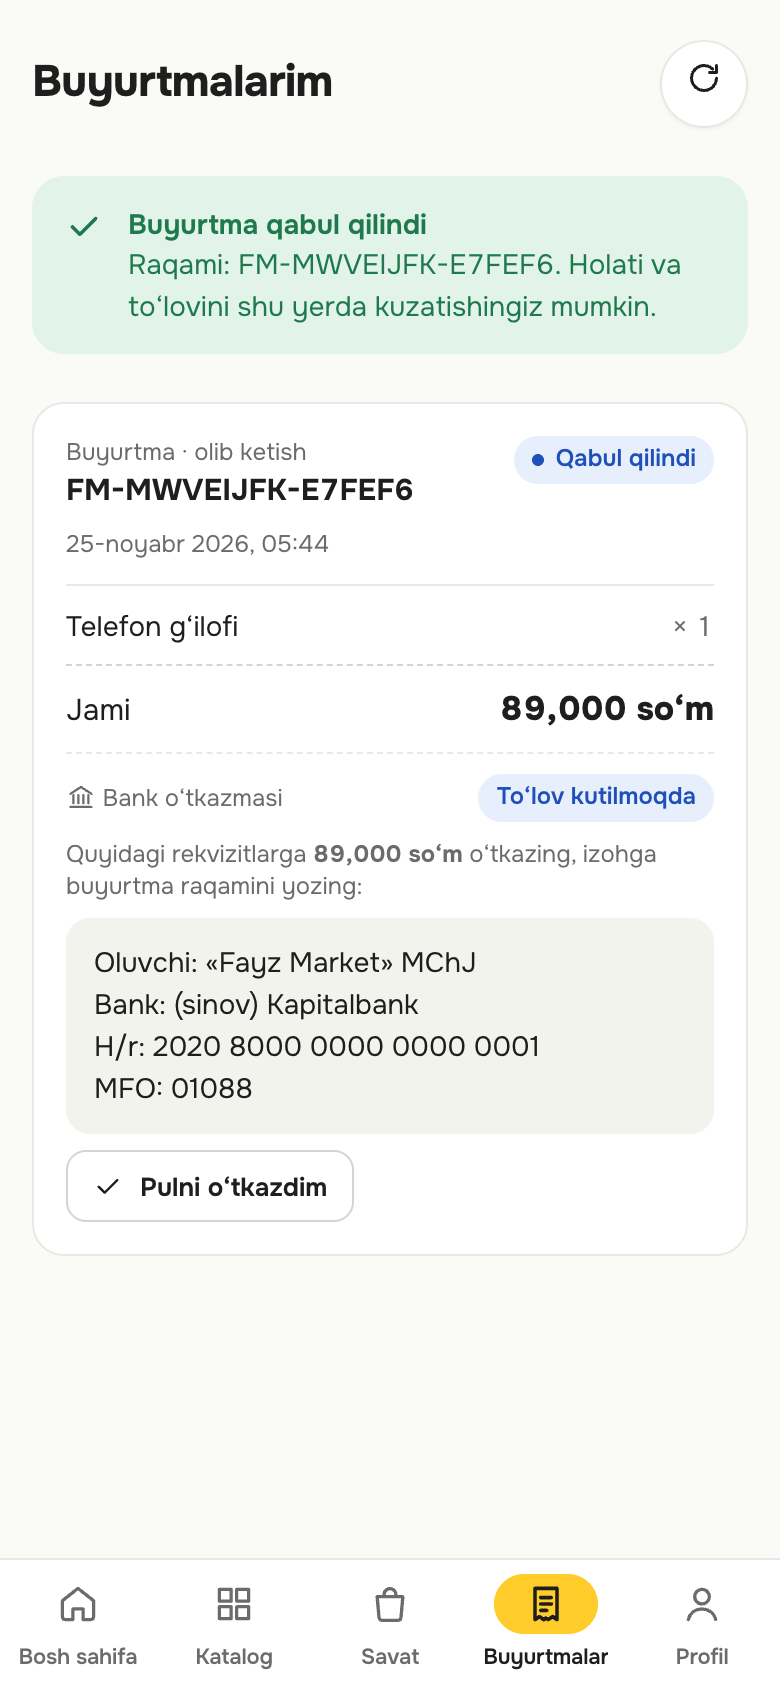 Buyurtmalarim
Buyurtma qabul qilindi
Raqami: FM-MWVEIJFK-E7FEF6. Holati va
to‘lovini shu yerda kuzatishingiz mumkin.
Buyurtma · olib ketish
Qabul qilindi
FM-MWVEIJFK-E7FEF6
25-noyabr 2026, 05:44
Telefon g‘ilofi
× 1
Jami
89,000 so‘m
Bank o‘tkazmasi
To‘lov kutilmoqda
Quyidagi rekvizitlarga 89,000 so‘m o‘tkazing, izohga
buyurtma raqamini yozing:
Oluvchi: «Fayz Market» MChJ
Bank: (sinov) Kapitalbank
H/r: 2020 8000 0000 0000 0001
MFO: 01088
Pulni o‘tkazdim
Bosh sahifa
Katalog
Savat
Buyurtmalar
Profil